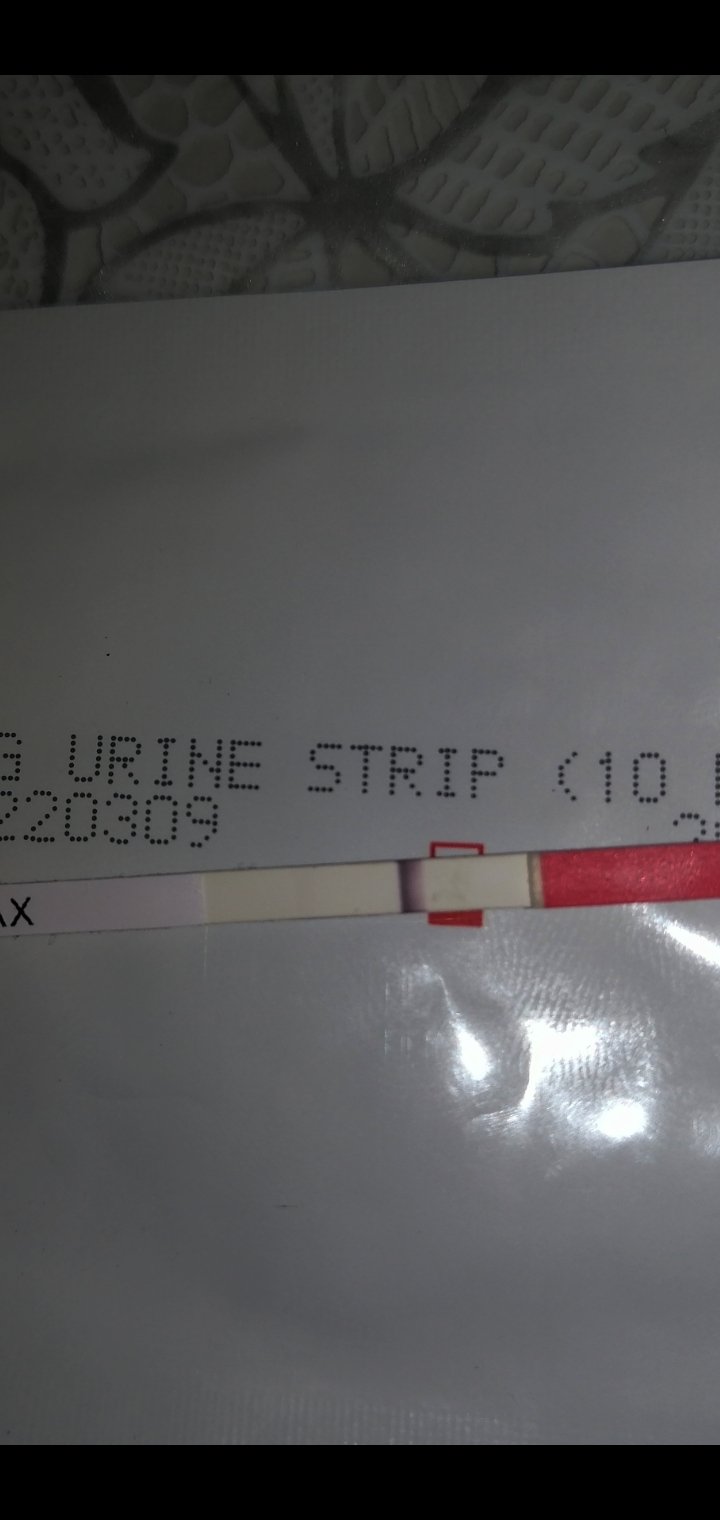 G URINE STRIP (10
220309
AX